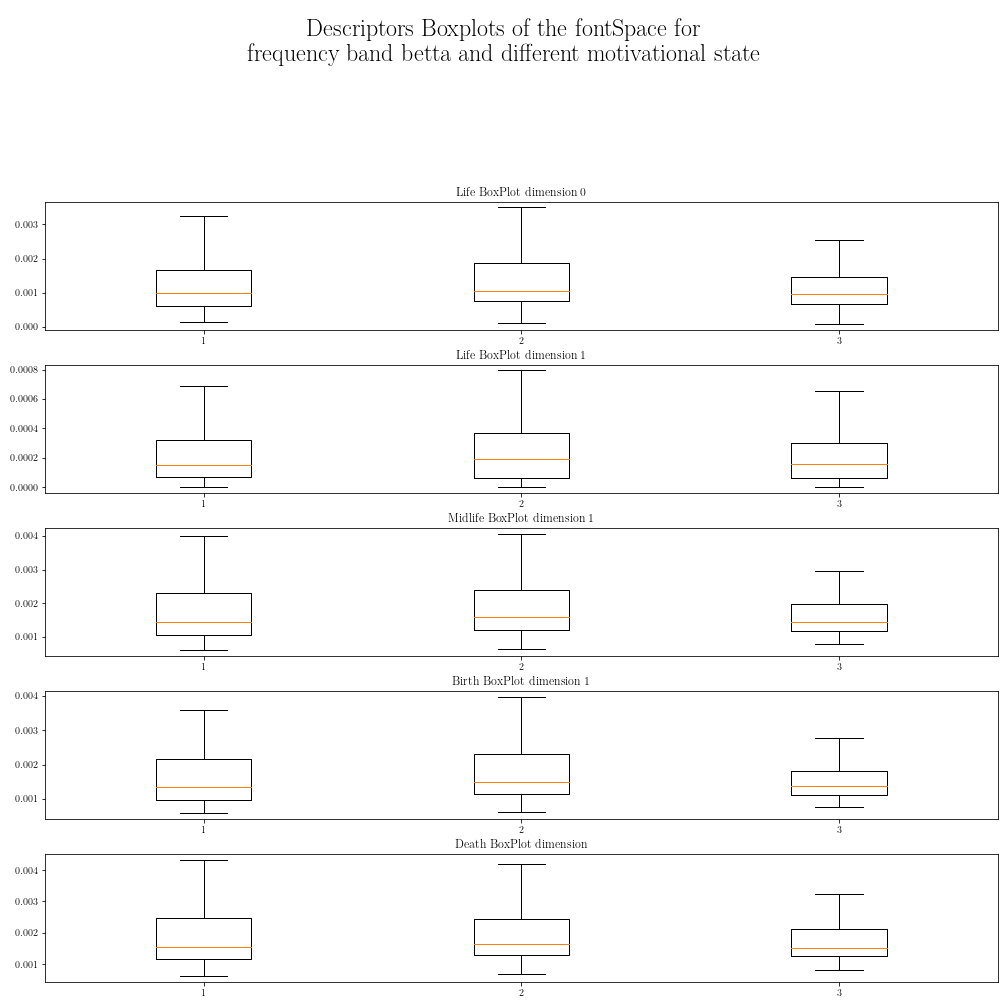 Descriptors Boxplots of the fontSpace for
frequency band betta and different motivational state
Life BoxPlot dimension 0
0.003
0.002
0.001
0.000
1 2 3
Life BoxPlot dimension 1
0.0008
0.0006
0.0004
0.0002
0.0000
1 2 3
Midlife BoxPlot dimension 1
0.004
0.003
0.002
0.001
1 2 3
Birth BoxPlot dimension 1
0.004
0.003
0.002
0.001
1 2 3
Death BoxPlot dimension
0.004
0.003
0.002
0.001
1 2 3